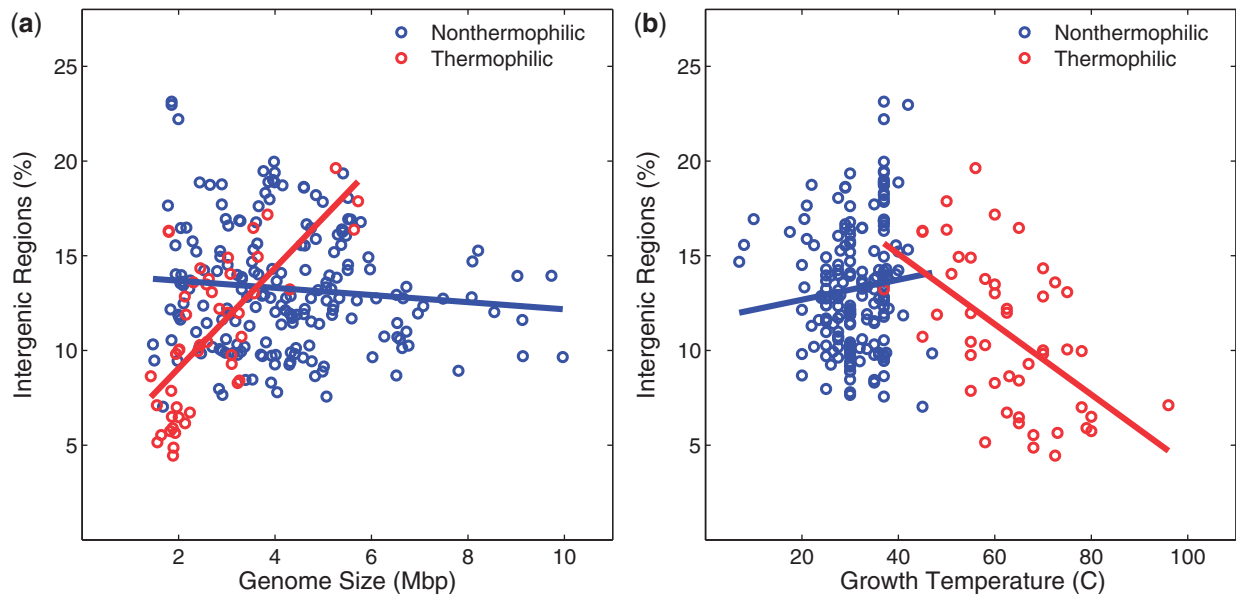 (a)
Nonthermophilic
Thermophilic
25
20
15
10
5
Intergenic Regions (%)
2
4
6
8
10
Genome Size (Mbp)
(b)
Nonthermophilic
Thermophilic
25
20
15
10
5
Intergenic Regions (%)
20
40
60
80
100
Growth Temperature (C)